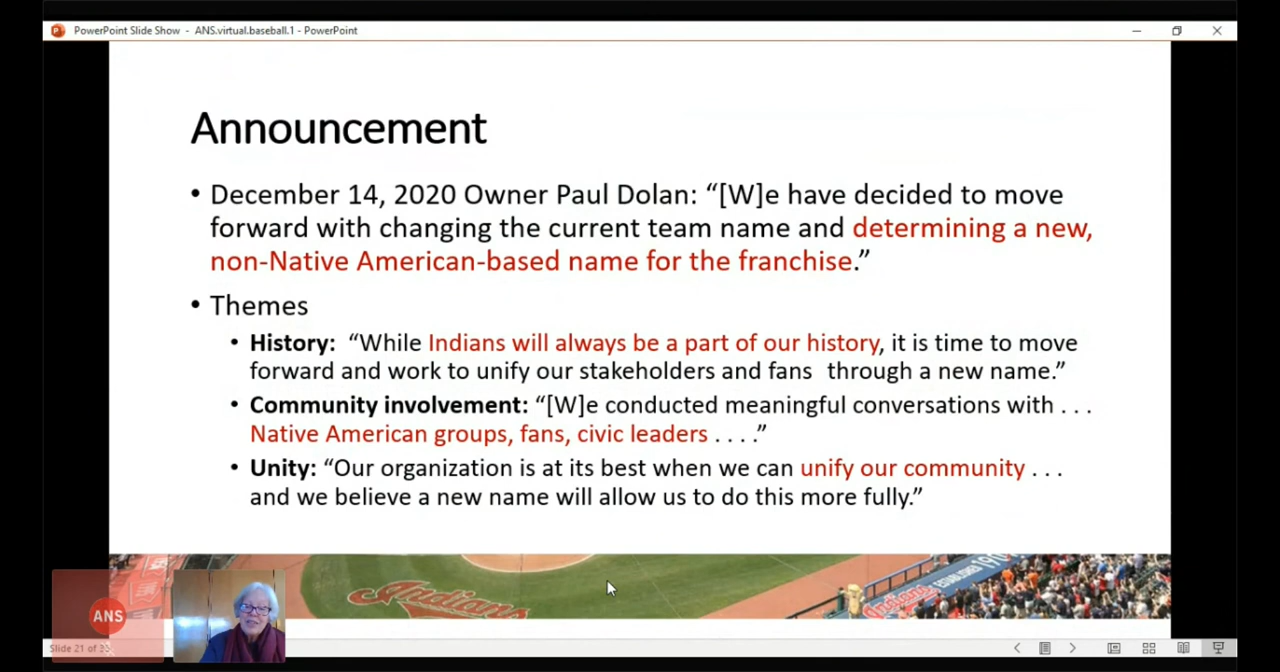 PowerPoint Slide Show - ANS.virtual.baseball.1 - PowerPoint
Announcement
• December 14, 2020 Owner Paul Dolan: “[W]e have decided to move
forward with changing the current team name and determining a new,
non-Native American-based name for the franchise.”
• Themes
• History: “While Indians will always be a part of our history, it is time to move
forward and work to unify our stakeholders and fans through a new name.”
• Community involvement: “[W]e conducted meaningful conversations with . . .
Native American groups, fans, civic leaders . . . .”
• Unity: “Our organization is at its best when we can unify our community . . .
and we believe a new name will allow us to do this more fully.”
Indians
Indians
ESTABLISHED
ANS
Slide 21 of